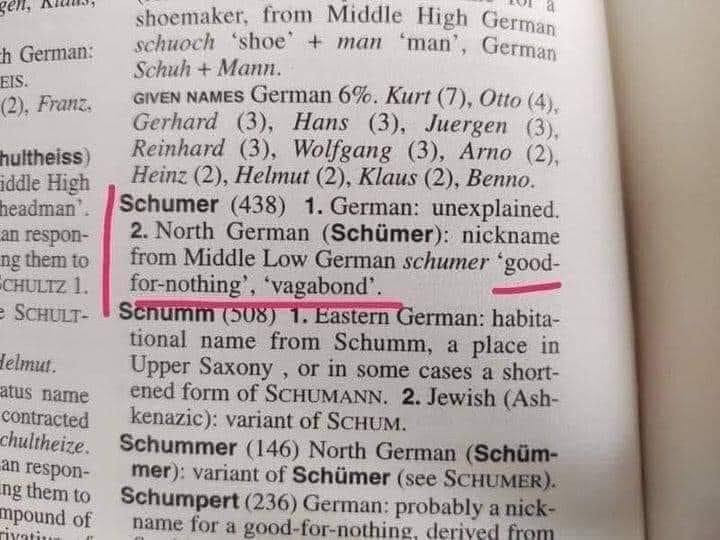 shoemaker, from Middle High German
schuoch ‘shoe’ + man ‘man’, German
Schuh + Mann.
GIVEN NAMES German 6%. Kurt (7), Otto (4),
Gerhard (3), Hans (3), Juergen (3),
Reinhard (3), Wolfgang (3), Arno (2),
Heinz (2), Helmut (2), Klaus (2), Benno.
Schumer (438) 1. German: unexplained.
2. North German (Schümer): nickname
from Middle Low German schumer ‘good-
for-nothing’, ‘vagabond’.
Schumm (508) 1. Eastern German: habita-
tional name from Schumm, a place in
Upper Saxony , or in some cases a short-
ened form of SCHUMANN. 2. Jewish (Ash-
kenazic): variant of SCHUM.
Schummer (146) North German (Schüm-
mer): variant of Schümer (see SCHUMER).
Schumpert (236) German: probably a nick-
name for a good-for-nothing, derived from
h German:
EIS.
(2), Franz,
hultheiss)
iddle High
headman’.
an respon-
ng them to
SCHULTZ 1.
e SCHULT-
Helmut.
atus name
contracted
chultheize.
an respon-
ng them to
mpound of